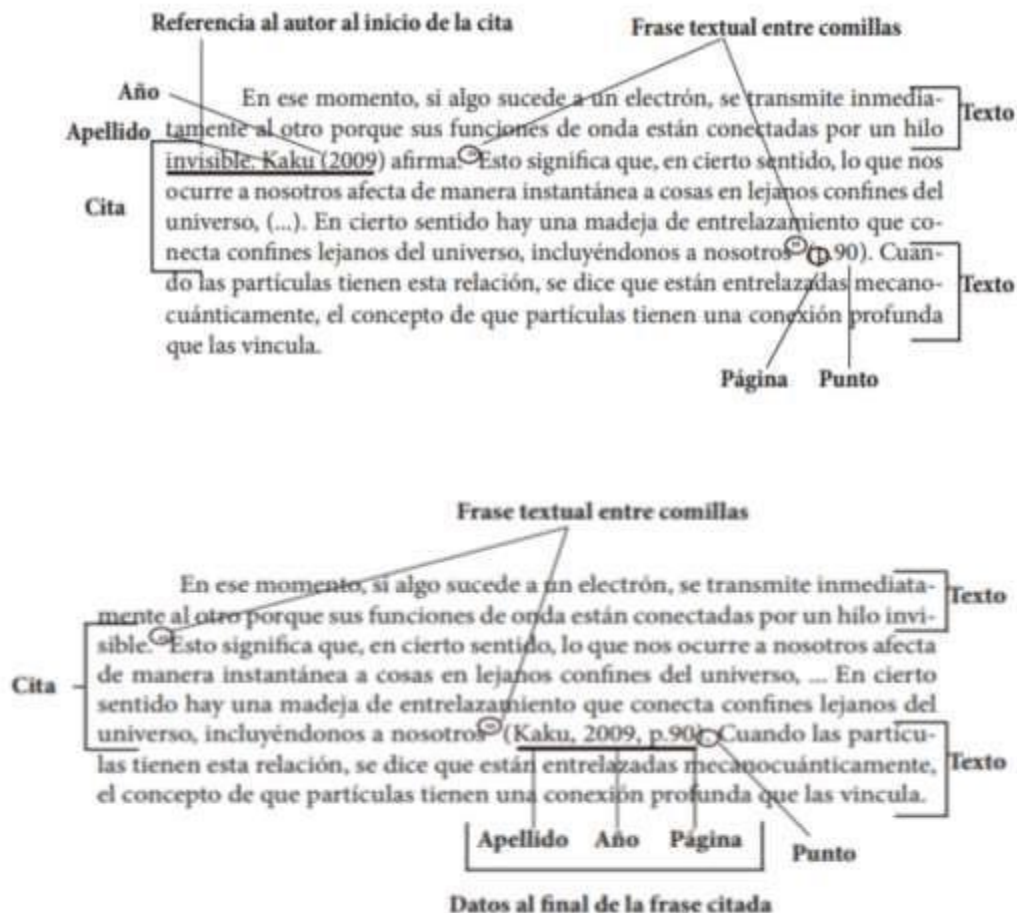 Referencia al autor al inicio de la cita
Frase textual entre comillas
Año
Apellido
Cita
En ese momento, si algo sucede a un electrón, se transmite inmedia-
tamente al otro porque sus funciones de onda están conectadas por un hilo
invisible. Kaku (2009) afirma: "Esto significa que, en cierto sentido, lo que nos
ocurre a nosotros afecta de manera instantánea a cosas en lejanos confines del
universo, (...). En cierto sentido hay una madeja de entrelazamiento que co-
necta confines lejanos del universo, incluyéndonos a nosotros" (p.90). Cuan-
do las partículas tienen esta relación, se dice que están entrelazadas mecano-
cuánticamente, el concepto de que partículas tienen una conexión profunda
que las vincula.
Texto
Texto
Página
Punto
Frase textual entre comillas
Cita
En ese momento, si algo sucede a un electrón, se transmite inmediata-
mente al otro porque sus funciones de onda están conectadas por un hilo invi-
sible. "Esto significa que, en cierto sentido, lo que nos ocurre a nosotros afecta
de manera instantánea a cosas en lejanos confines del universo, ... En cierto
sentido hay una madeja de entrelazamiento que conecta confines lejanos del
universo, incluyéndonos a nosotros" (Kaku, 2009, p.90). Cuando las partícu-
las tienen esta relación, se dice que están entrelazadas mecanocuánticamente,
el concepto de que partículas tienen una conexión profunda que las vincula.
Texto
Texto
Apellido
Año
Página
Punto
Datos al final de la frase citada